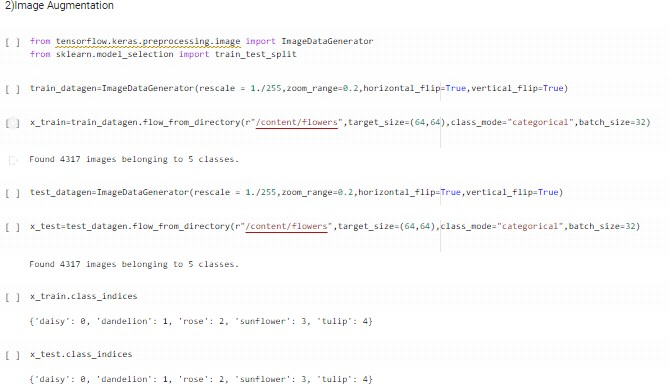 2)Image Augmentation
[ ] from tensorflow.keras.preprocessing.image import ImageDataGenerator
from sklearn.model_selection import train_test_split
[ ] train_datagen=ImageDataGenerator(rescale = 1./255,zoom_range=0.2,horizontal_flip=True,vertical_flip=True)
[ ] x_train=train_datagen.flow_from_directory(r"/content/flowers",target_size=(64,64),class_mode="categorical",batch_size=32)
Found 4317 images belonging to 5 classes.
[ ] test_datagen=ImageDataGenerator(rescale = 1./255,zoom_range=0.2,horizontal_flip=True,vertical_flip=True)
[ ] x_test=test_datagen.flow_from_directory(r"/content/flowers",target_size=(64,64),class_mode="categorical",batch_size=32)
Found 4317 images belonging to 5 classes.
[ ] x_train.class_indices
{'daisy': 0, 'dandelion': 1, 'rose': 2, 'sunflower': 3, 'tulip': 4}
[ ] x_test.class_indices
{'daisy': 0, 'dandelion': 1, 'rose': 2, 'sunflower': 3, 'tulip': 4}